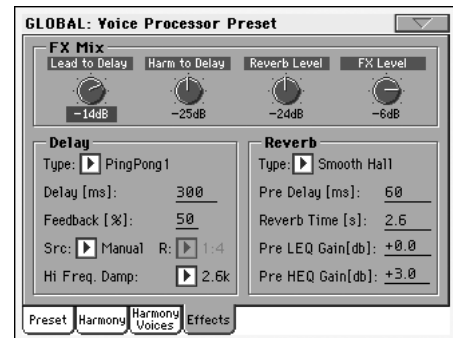 GLOBAL: Voice Processor Preset
FX Mix
Lead to Delay Harm to Delay Reverb Level FX Level
-14dB -25dB -24dB -6dB
Delay
Type: PingPong1
Delay [ms]: 300
Feedback [%]: 50
Src: Manual R: 1:4
Hi Freq. Damp: 2.6k
Reverb
Type: Smooth Hall
Pre Delay [ms]: 60
Reverb Time [s]: 2.6
Pre LEQ Gain[db]: +0.0
Pre HEQ Gain[db]: +3.0
Preset Harmony Harmony Voices Effects